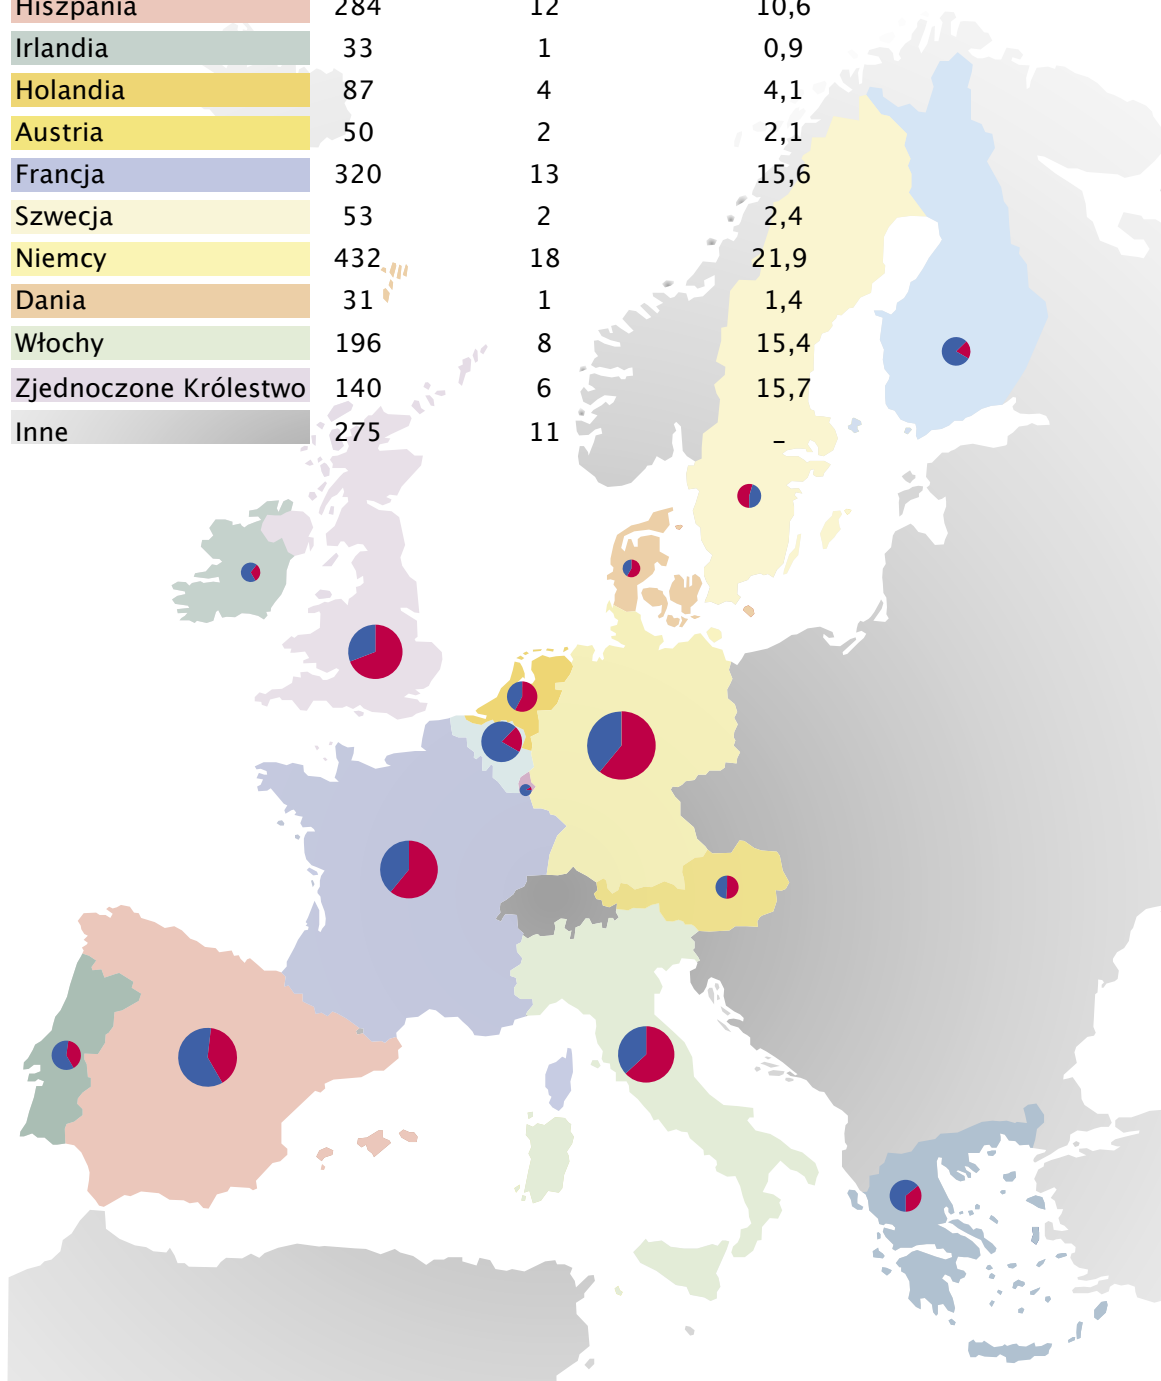 Hiszpania 284 12 10,6
Irlandia 33 1 0,9
Holandia 87 4 4,1
Austria 50 2 2,1
Francja 320 13 15,6
Szwecja 53 2 2,4
Niemcy 432 18 21,9
Dania 31 1 1,4
Włochy 196 8 15,4
Zjednoczone Królestwo 140 6 15,7
Inne 275 11 –